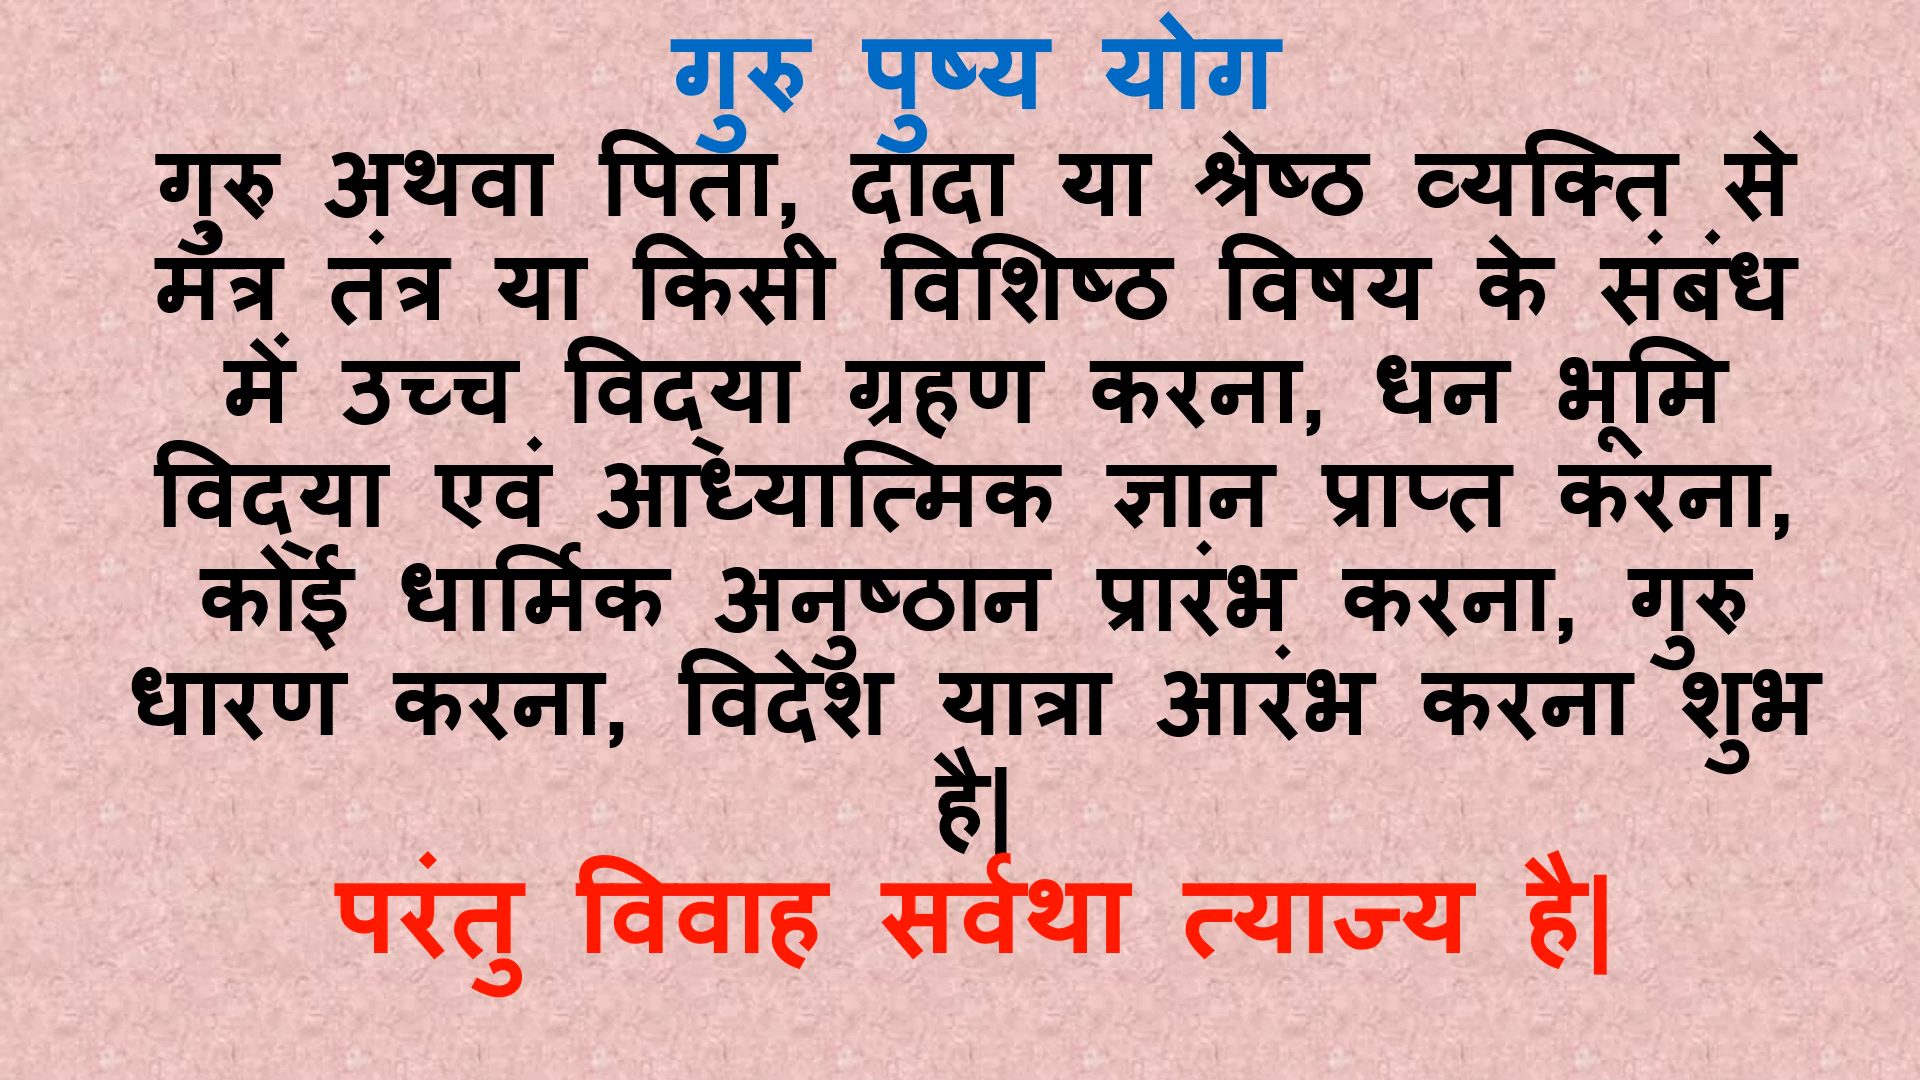 गुरु पुष्य योग
गुरु अथवा पिता, दादा या श्रेष्ठ व्यक्ति से
मंत्र तंत्र या किसी विशिष्ठ विषय के संबंध
में उच्च विद्या ग्रहण करना, धन भूमि
विद्या एवं आध्यात्मिक ज्ञान प्राप्त करना,
कोई धार्मिक अनुष्ठान प्रारंभ करना, गुरु
धारण करना, विदेश यात्रा आरंभ करना शुभ
है|
परंतु विवाह सर्वथा त्याज्य है|